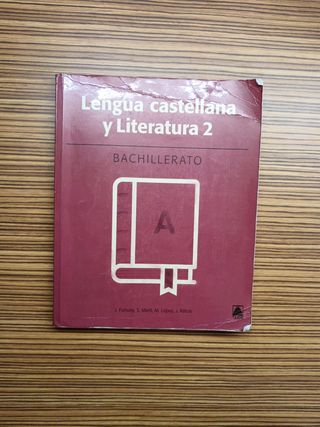 Lengua castellana
y Literatura 2
BACHILLERATO
A